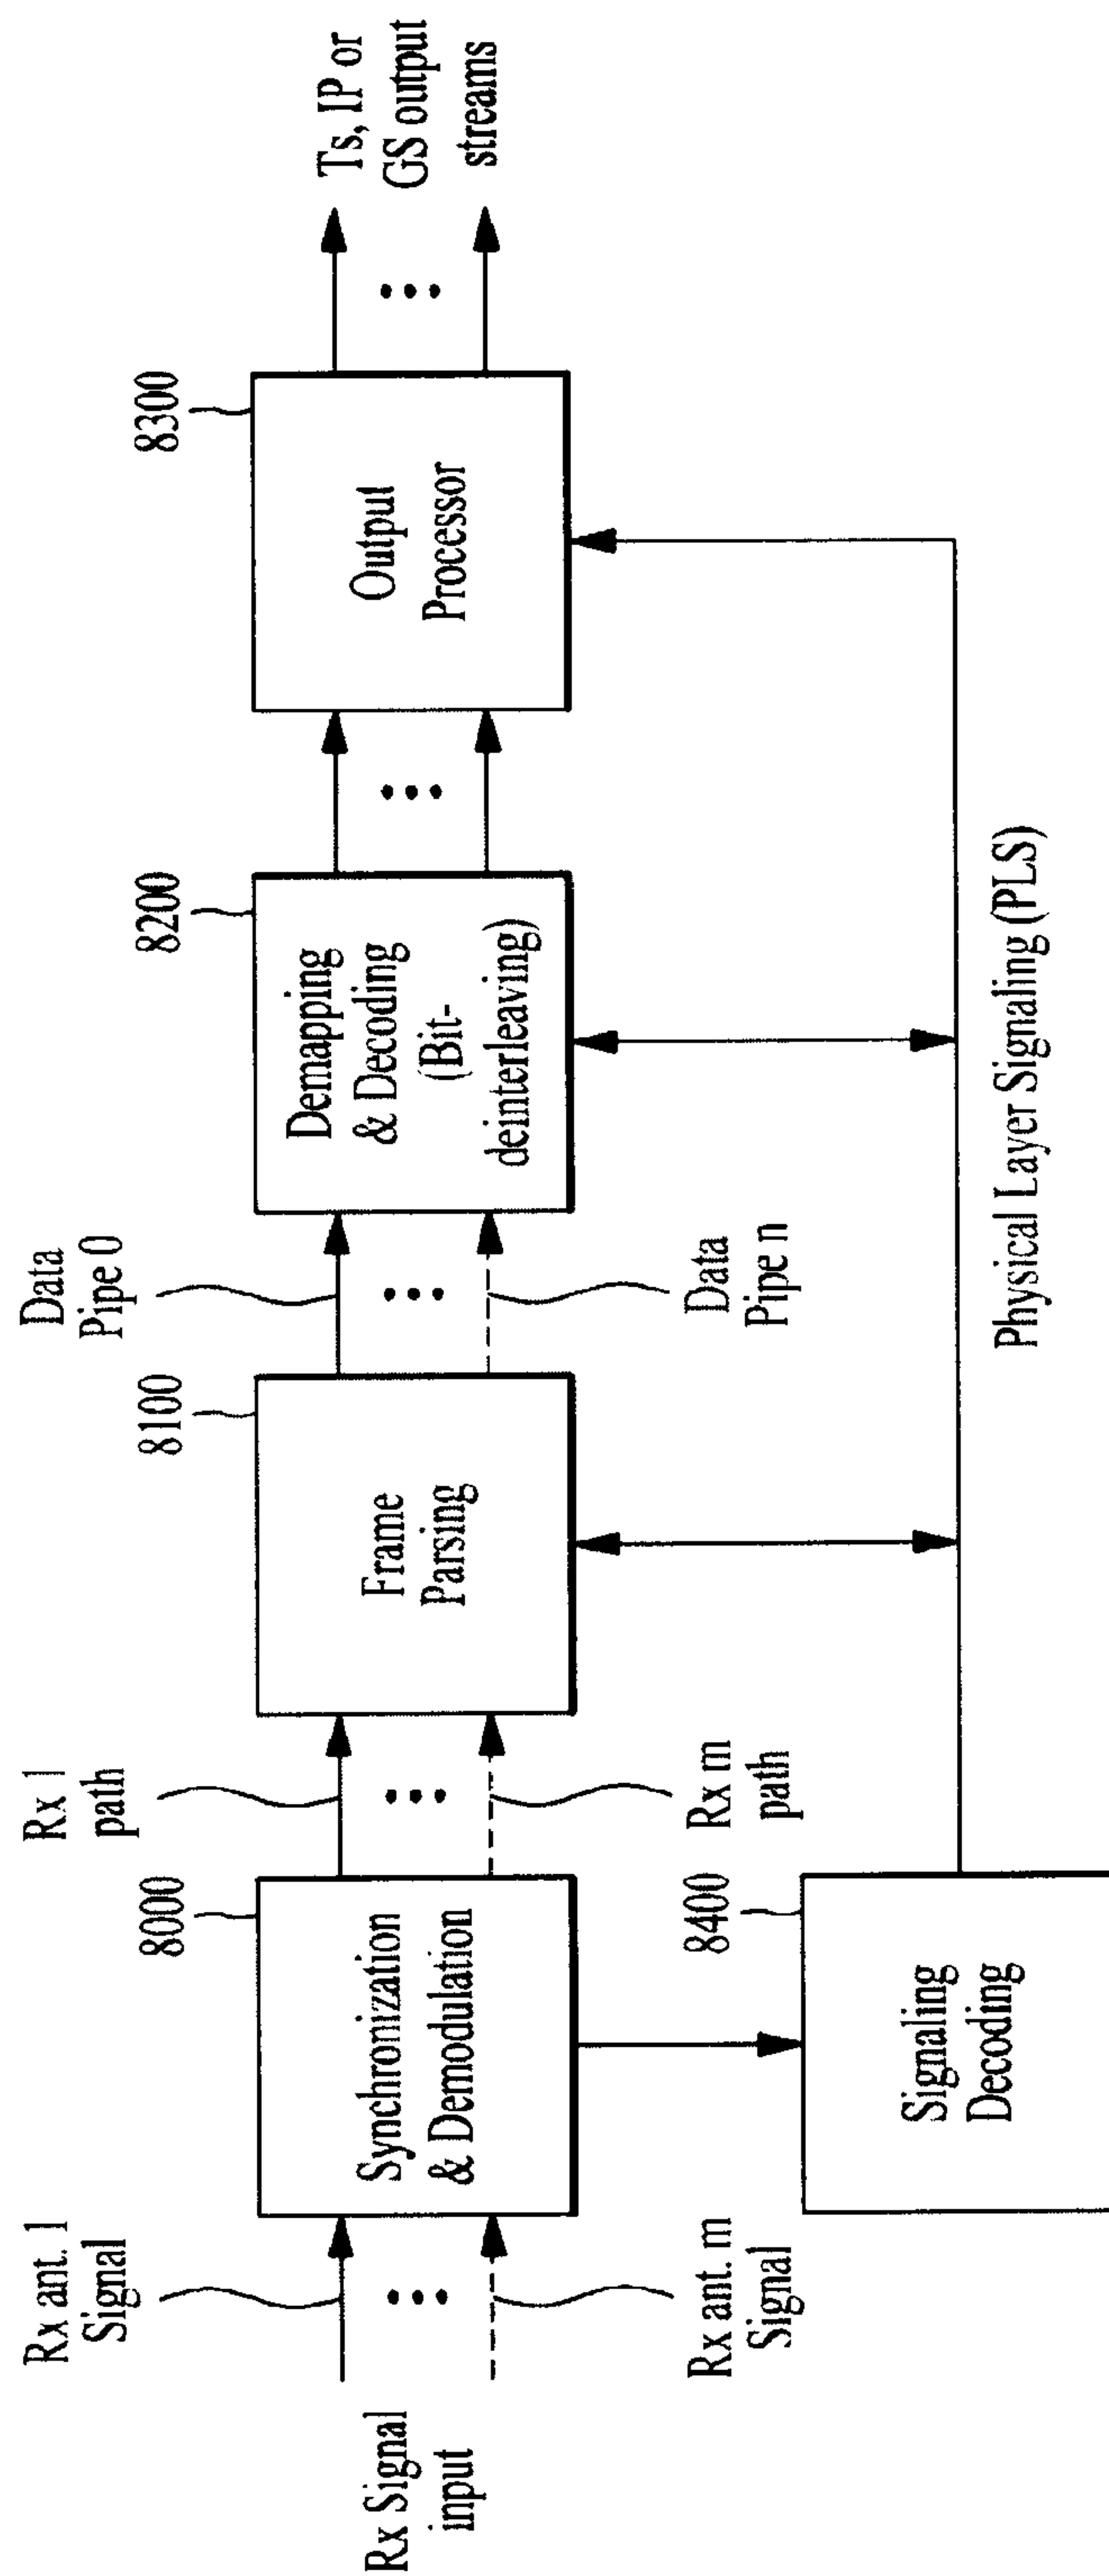 Rx Signal
input
Rx ant. 1
Signal
Rx ant. m
Signal
8000
Synchronization
& Demodulation
Rx 1
path
Rx m
path
8100
Frame
Parsing
Data
Pipe 0
Data
Pipe n
8200
Demapping
& Decoding
(Bit-
deinterleaving)
8300
Output
Processor
Ts, IP or
GS output
streams
8400
Signaling
Decoding
Physical Layer Signaling (PLS)